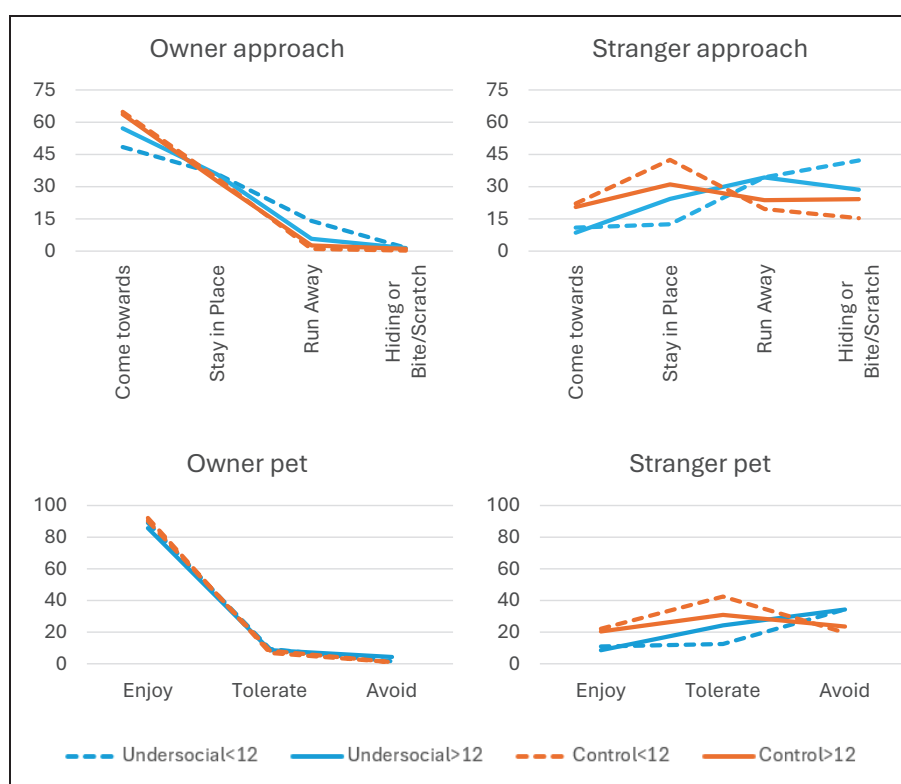 Owner approach
75
60
45
30
15
0
Come towards
Stay in Place
Run Away
Hiding or
Bite/Scratch
Stranger approach
75
60
45
30
15
0
Come towards
Stay in Place
Run Away
Hiding or
Bite/Scratch
Owner pet
100
80
60
40
20
0
Enjoy
Tolerate
Avoid
Stranger pet
100
80
60
40
20
0
Enjoy
Tolerate
Avoid
Undersocial<12
Undersocial>12
Control<12
Control>12